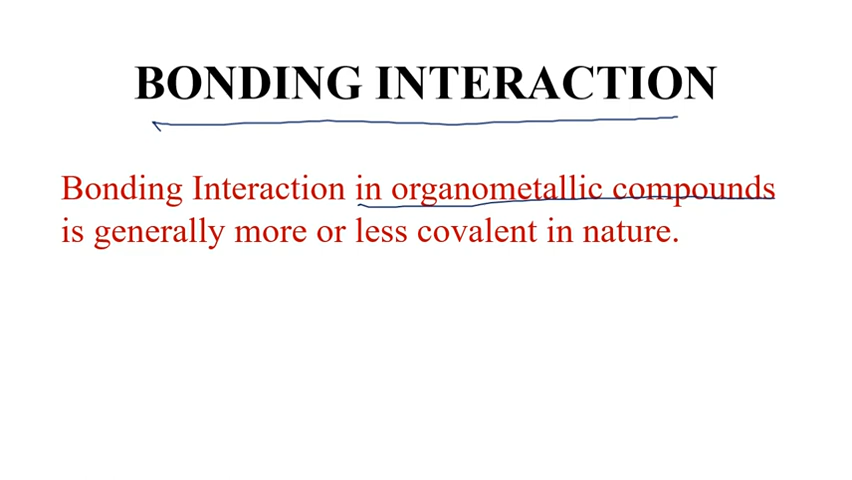 BONDING INTERACTION
Bonding Interaction in organometallic compounds
is generally more or less covalent in nature.